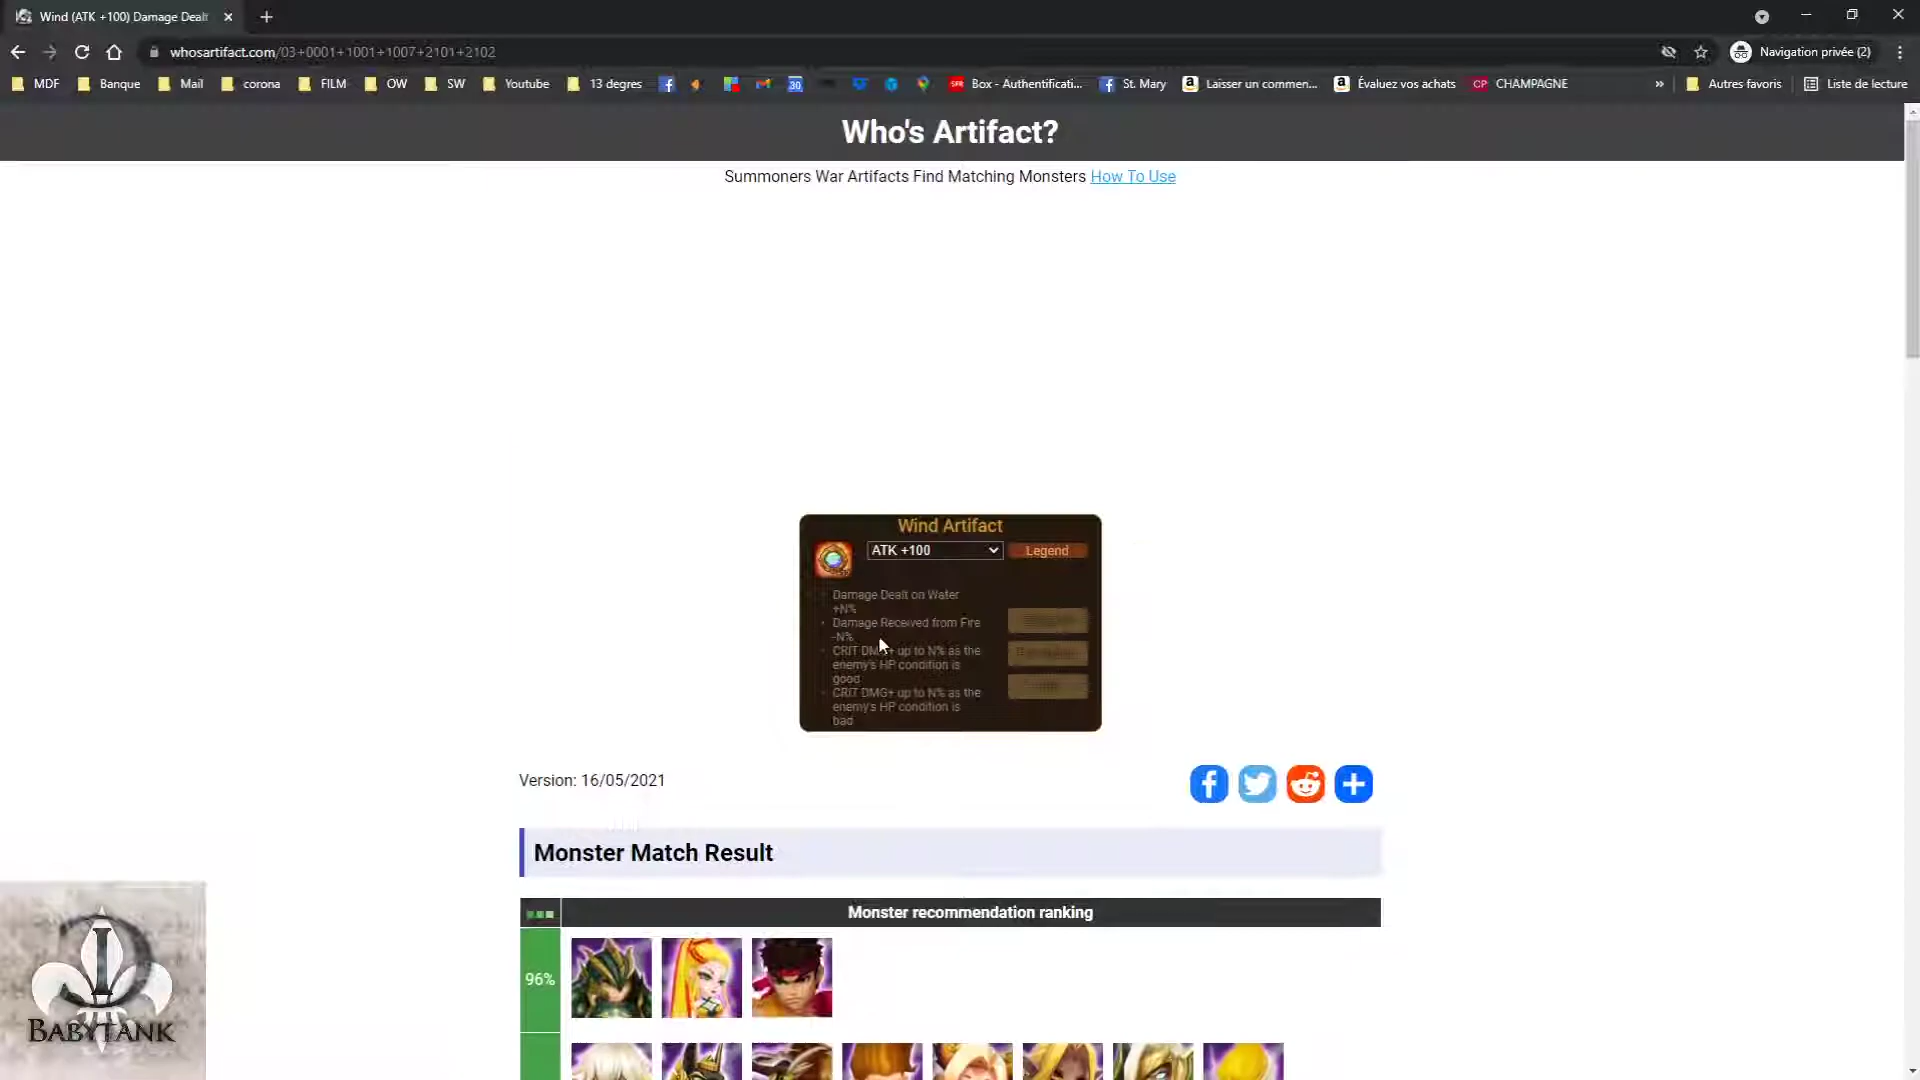 Wind (ATK +100) Damage Dealt
whosartifact.com/03+0001+1001+1007+2101+2102
Navigation privée (2)
MDF
Banque
Mail
corona
FILM
OW
SW
Youtube
13 degres
30
SFR
Box - Authentificati...
St. Mary
Laisser un commen...
Évaluez vos achats
CP
CHAMPAGNE
»
Autres favoris
Liste de lecture
Who's Artifact?
Summoners War Artifacts Find Matching Monsters How To Use
Wind Artifact
ATK +100
Legend
Damage Dealt on Water
+N%
Damage Received from Fire
-N%
CRIT DMG+ up to N% as the
enemy's HP condition is
good
CRIT DMG+ up to N% as the
enemy's HP condition is
bad
Version: 16/05/2021
Monster Match Result
Monster recommendation ranking
96%
BABYTANK